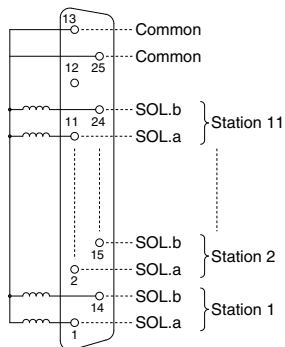 13
Common
Common
12
25
SOL.b
11
24
Station 11
SOL.a
SOL.b
15
Station 2
SOL.a
2
SOL.b
14
Station 1
SOL.a
1